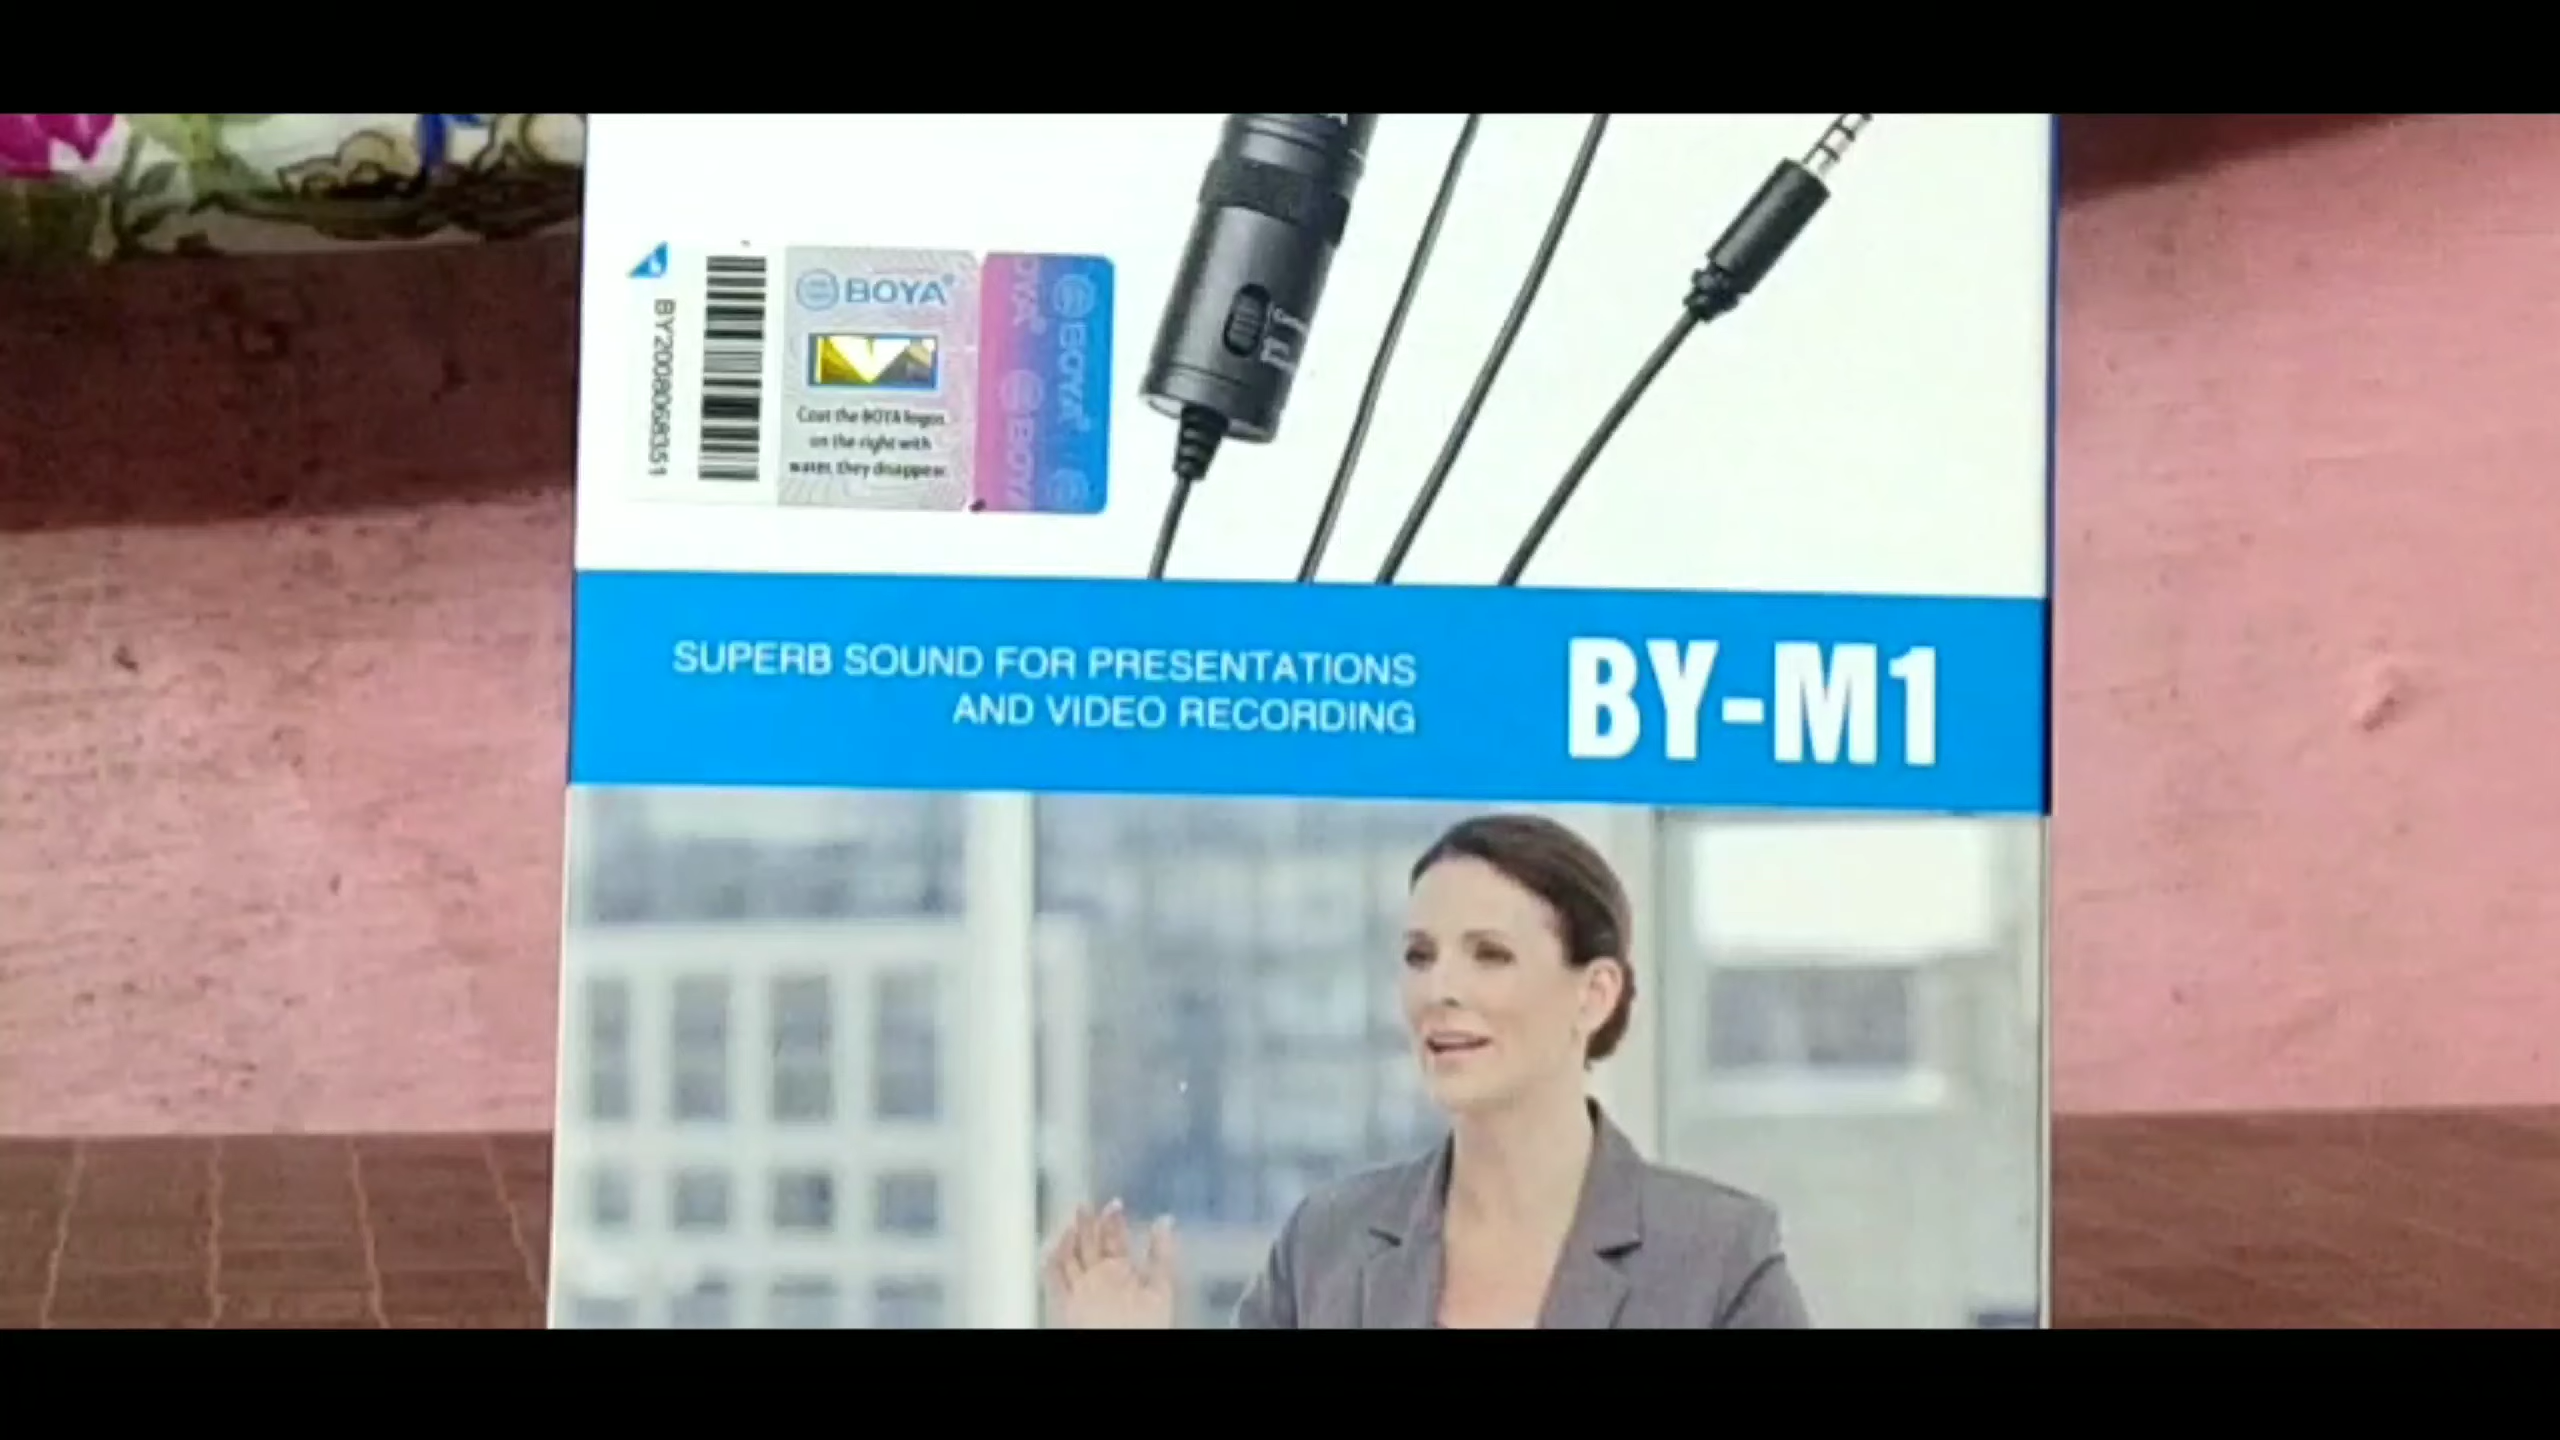 BOYA®
Coat the BOYA logos
on the right with
water, they disappear.
BOYA®
BOYA
SUPERB SOUND FOR PRESENTATIONS
AND VIDEO RECORDING
BY-M1